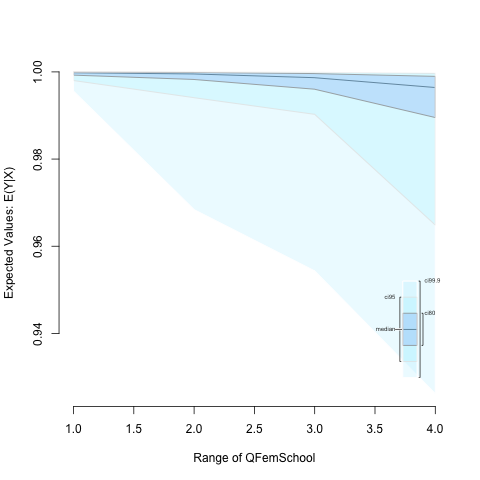 1.00
0.98
0.96
0.94
Expected Values: E(Y|X)
ci99.9
ci95
ci80
median
1.0 1.5 2.0 2.5 3.0 3.5 4.0
Range of QFemSchool